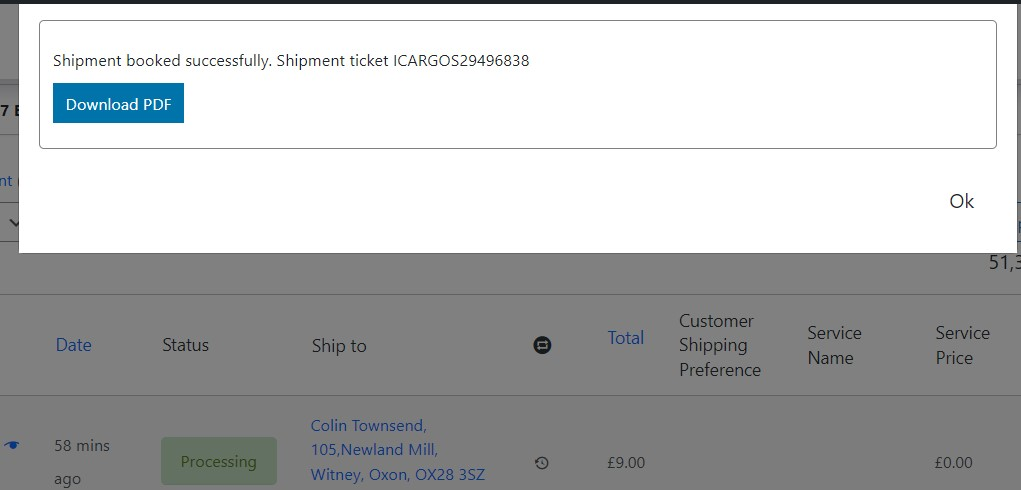 Shipment booked successfully. Shipment ticket ICARGOS29496838
Download PDF
Ok
7
nt
Date
Status
Ship to
Total
Customer
Shipping
Preference
Service
Name
Service
Price
58 mins
ago
Processing
Colin Townsend,
105,Newland Mill,
Witney, Oxon, OX28 3SZ
£9.00
£0.00